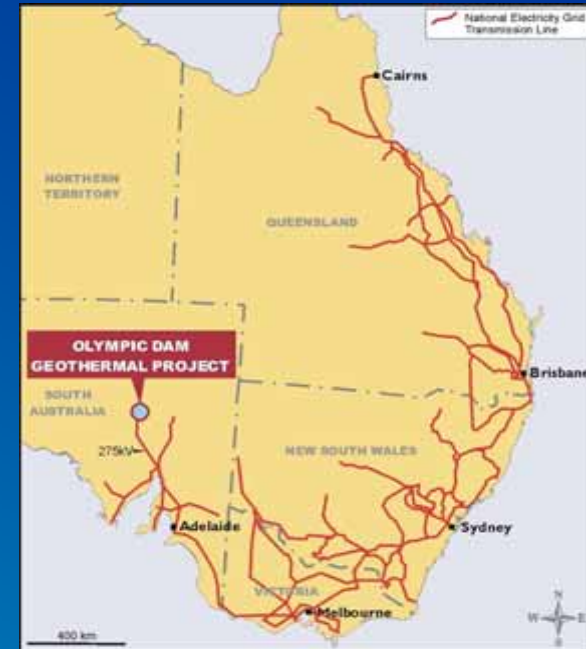 National Electricity Grid
Transmission Line
Cairns
NORTHERN
TERRITORY
QUEENSLAND
OLYMPIC DAM
GEOTHERMAL PROJECT
Brisbane
SOUTH
AUSTRALIA
275kV
NEW SOUTH WALES
Adelaide
Sydney
VICTORIA
Melbourne
N
W
E
S
400 km